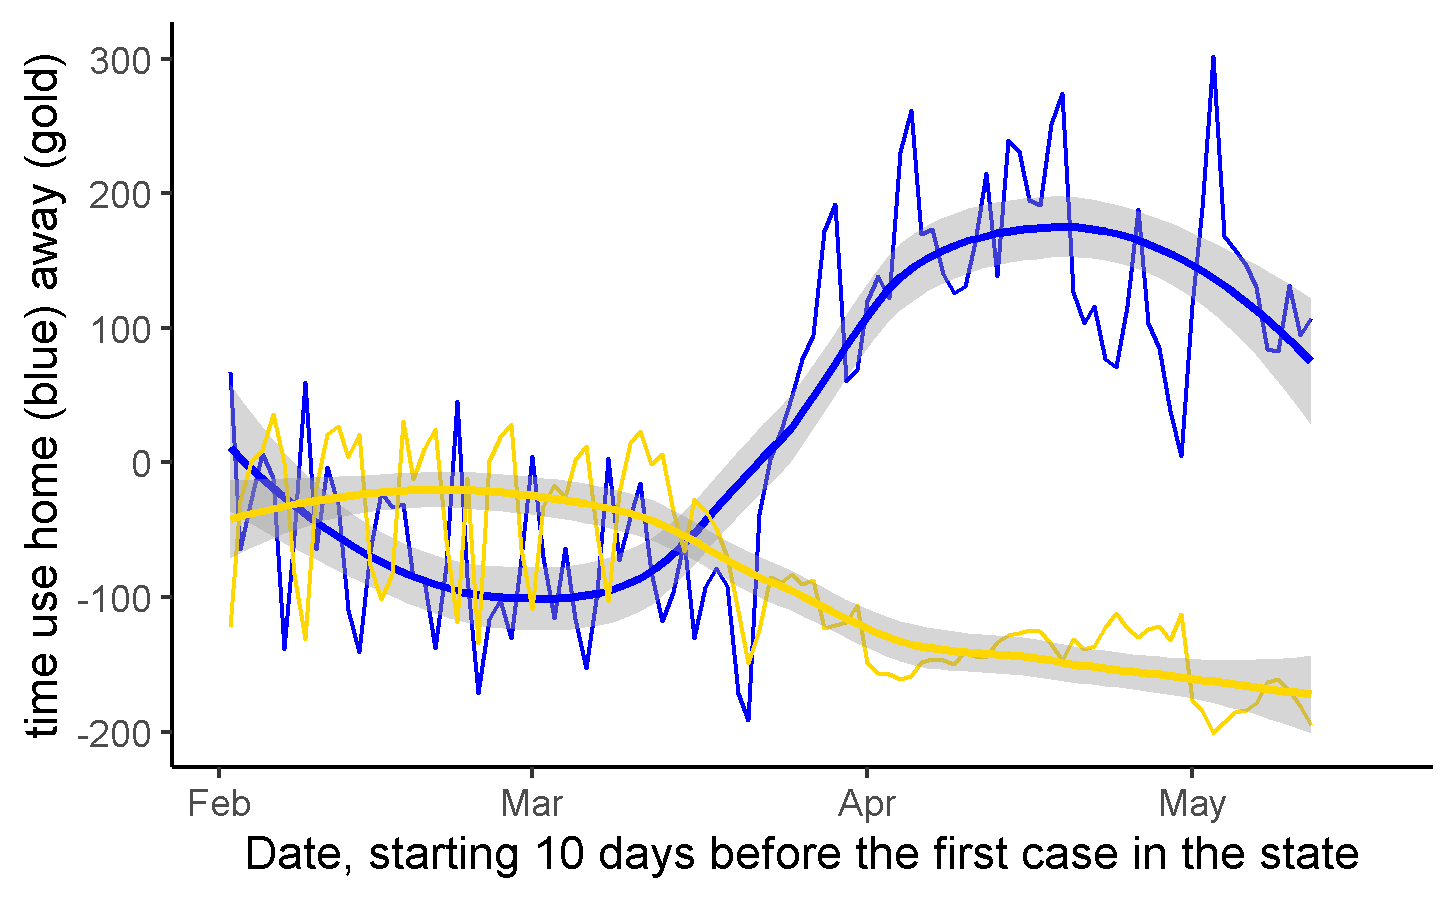 time use home (blue) away (gold)
300
200
100
0
-100
-200
Feb Mar Apr May
Date, starting 10 days before the first case in the state